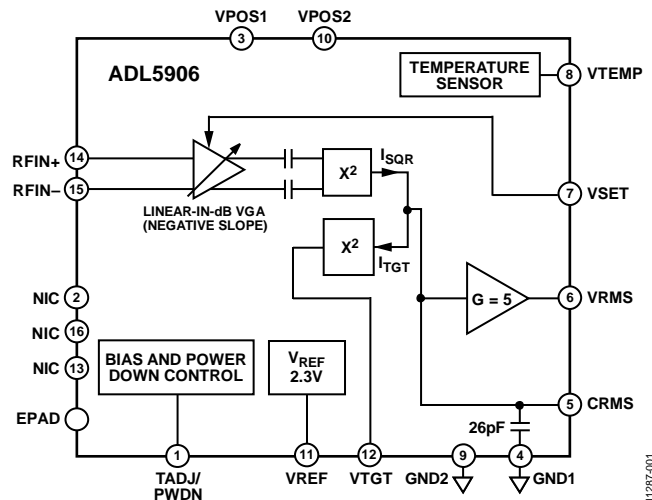 VPOS1
VPOS2
3
10
ADL5906
TEMPERATURE
SENSOR
8
VTEMP
RFIN+
14
ISQR
X2
RFIN–
15
7
VSET
LINEAR-IN-dB VGA
(NEGATIVE SLOPE)
X2
ITGT
NIC
2
G = 5
6
VRMS
NIC
16
BIAS AND POWER
DOWN CONTROL
VREF
2.3V
NIC
13
5
CRMS
EPAD
26pF
1
11
12
9
4
TADJ/
PWDN
VREF
VTGT
GND2
GND1
11287-001